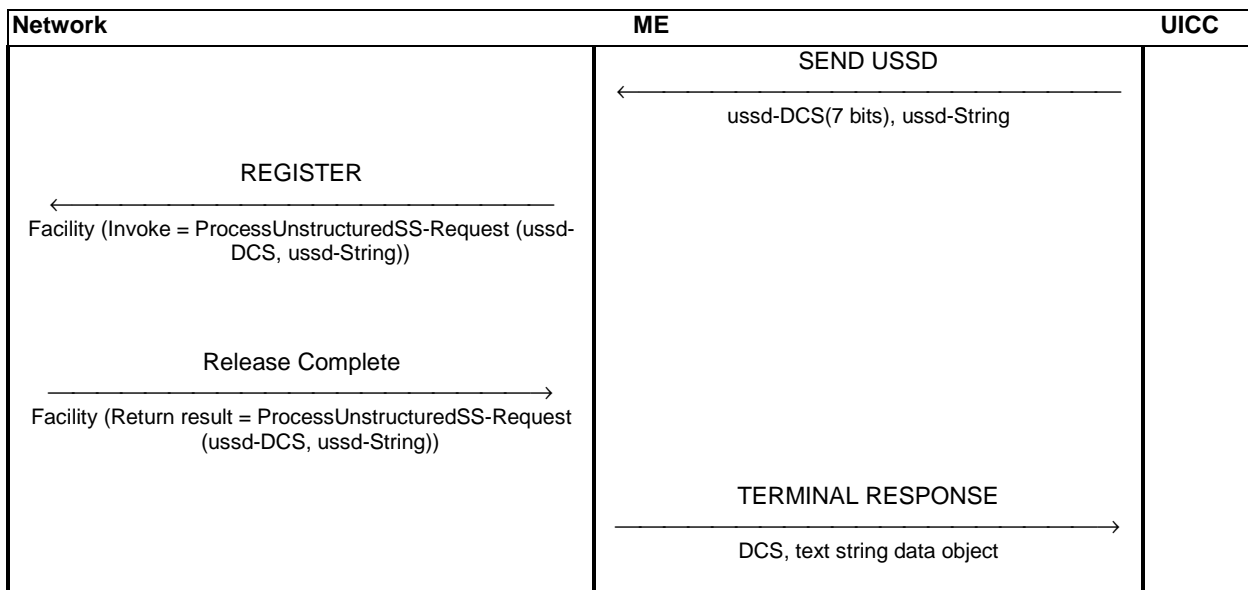 Network ME UICC
SEND USSD
ussd-DCS(7 bits), ussd-String
REGISTER
Facility (Invoke = ProcessUnstructuredSS-Request (ussd-
DCS, ussd-String))
Release Complete
Facility (Return result = ProcessUnstructuredSS-Request
(ussd-DCS, ussd-String))
TERMINAL RESPONSE
DCS, text string data object